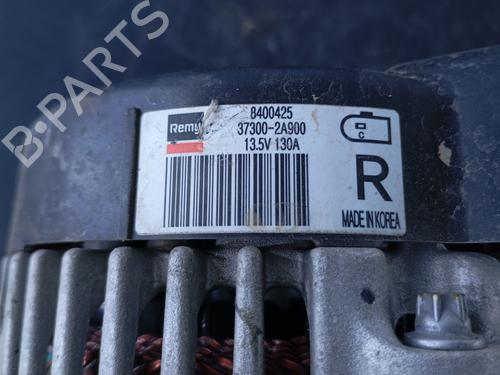 B-PARTS
Remy
8400425
37300-2A900
13.5V 130A
C
R
MADE IN KOREA